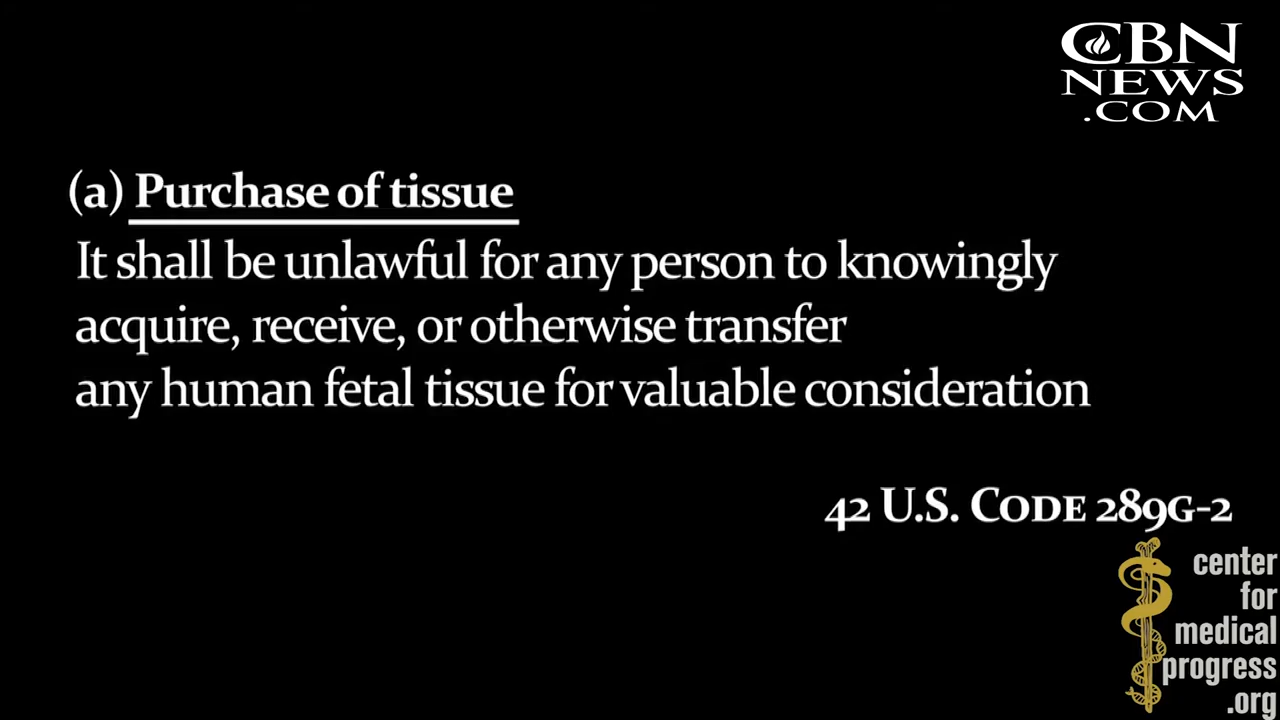 CBN
NEWS
.COM
(a) Purchase of tissue
It shall be unlawful for any person to knowingly
acquire, receive, or otherwise transfer
any human fetal tissue for valuable consideration
42 U.S. CODE 289G-2
center
for
medical
progress
.org